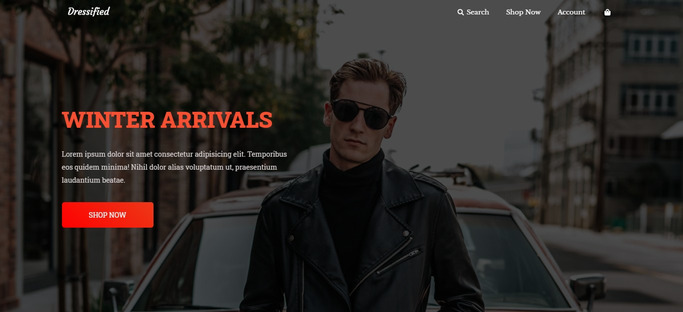 Dressified
Search Shop Now Account
WINTER ARRIVALS
Lorem ipsum dolor sit amet consectetur adipisicing elit. Temporibus
eos quidem minima! Nihil dolor alias voluptatum ut, praesentium
laudantium beatae.
SHOP NOW